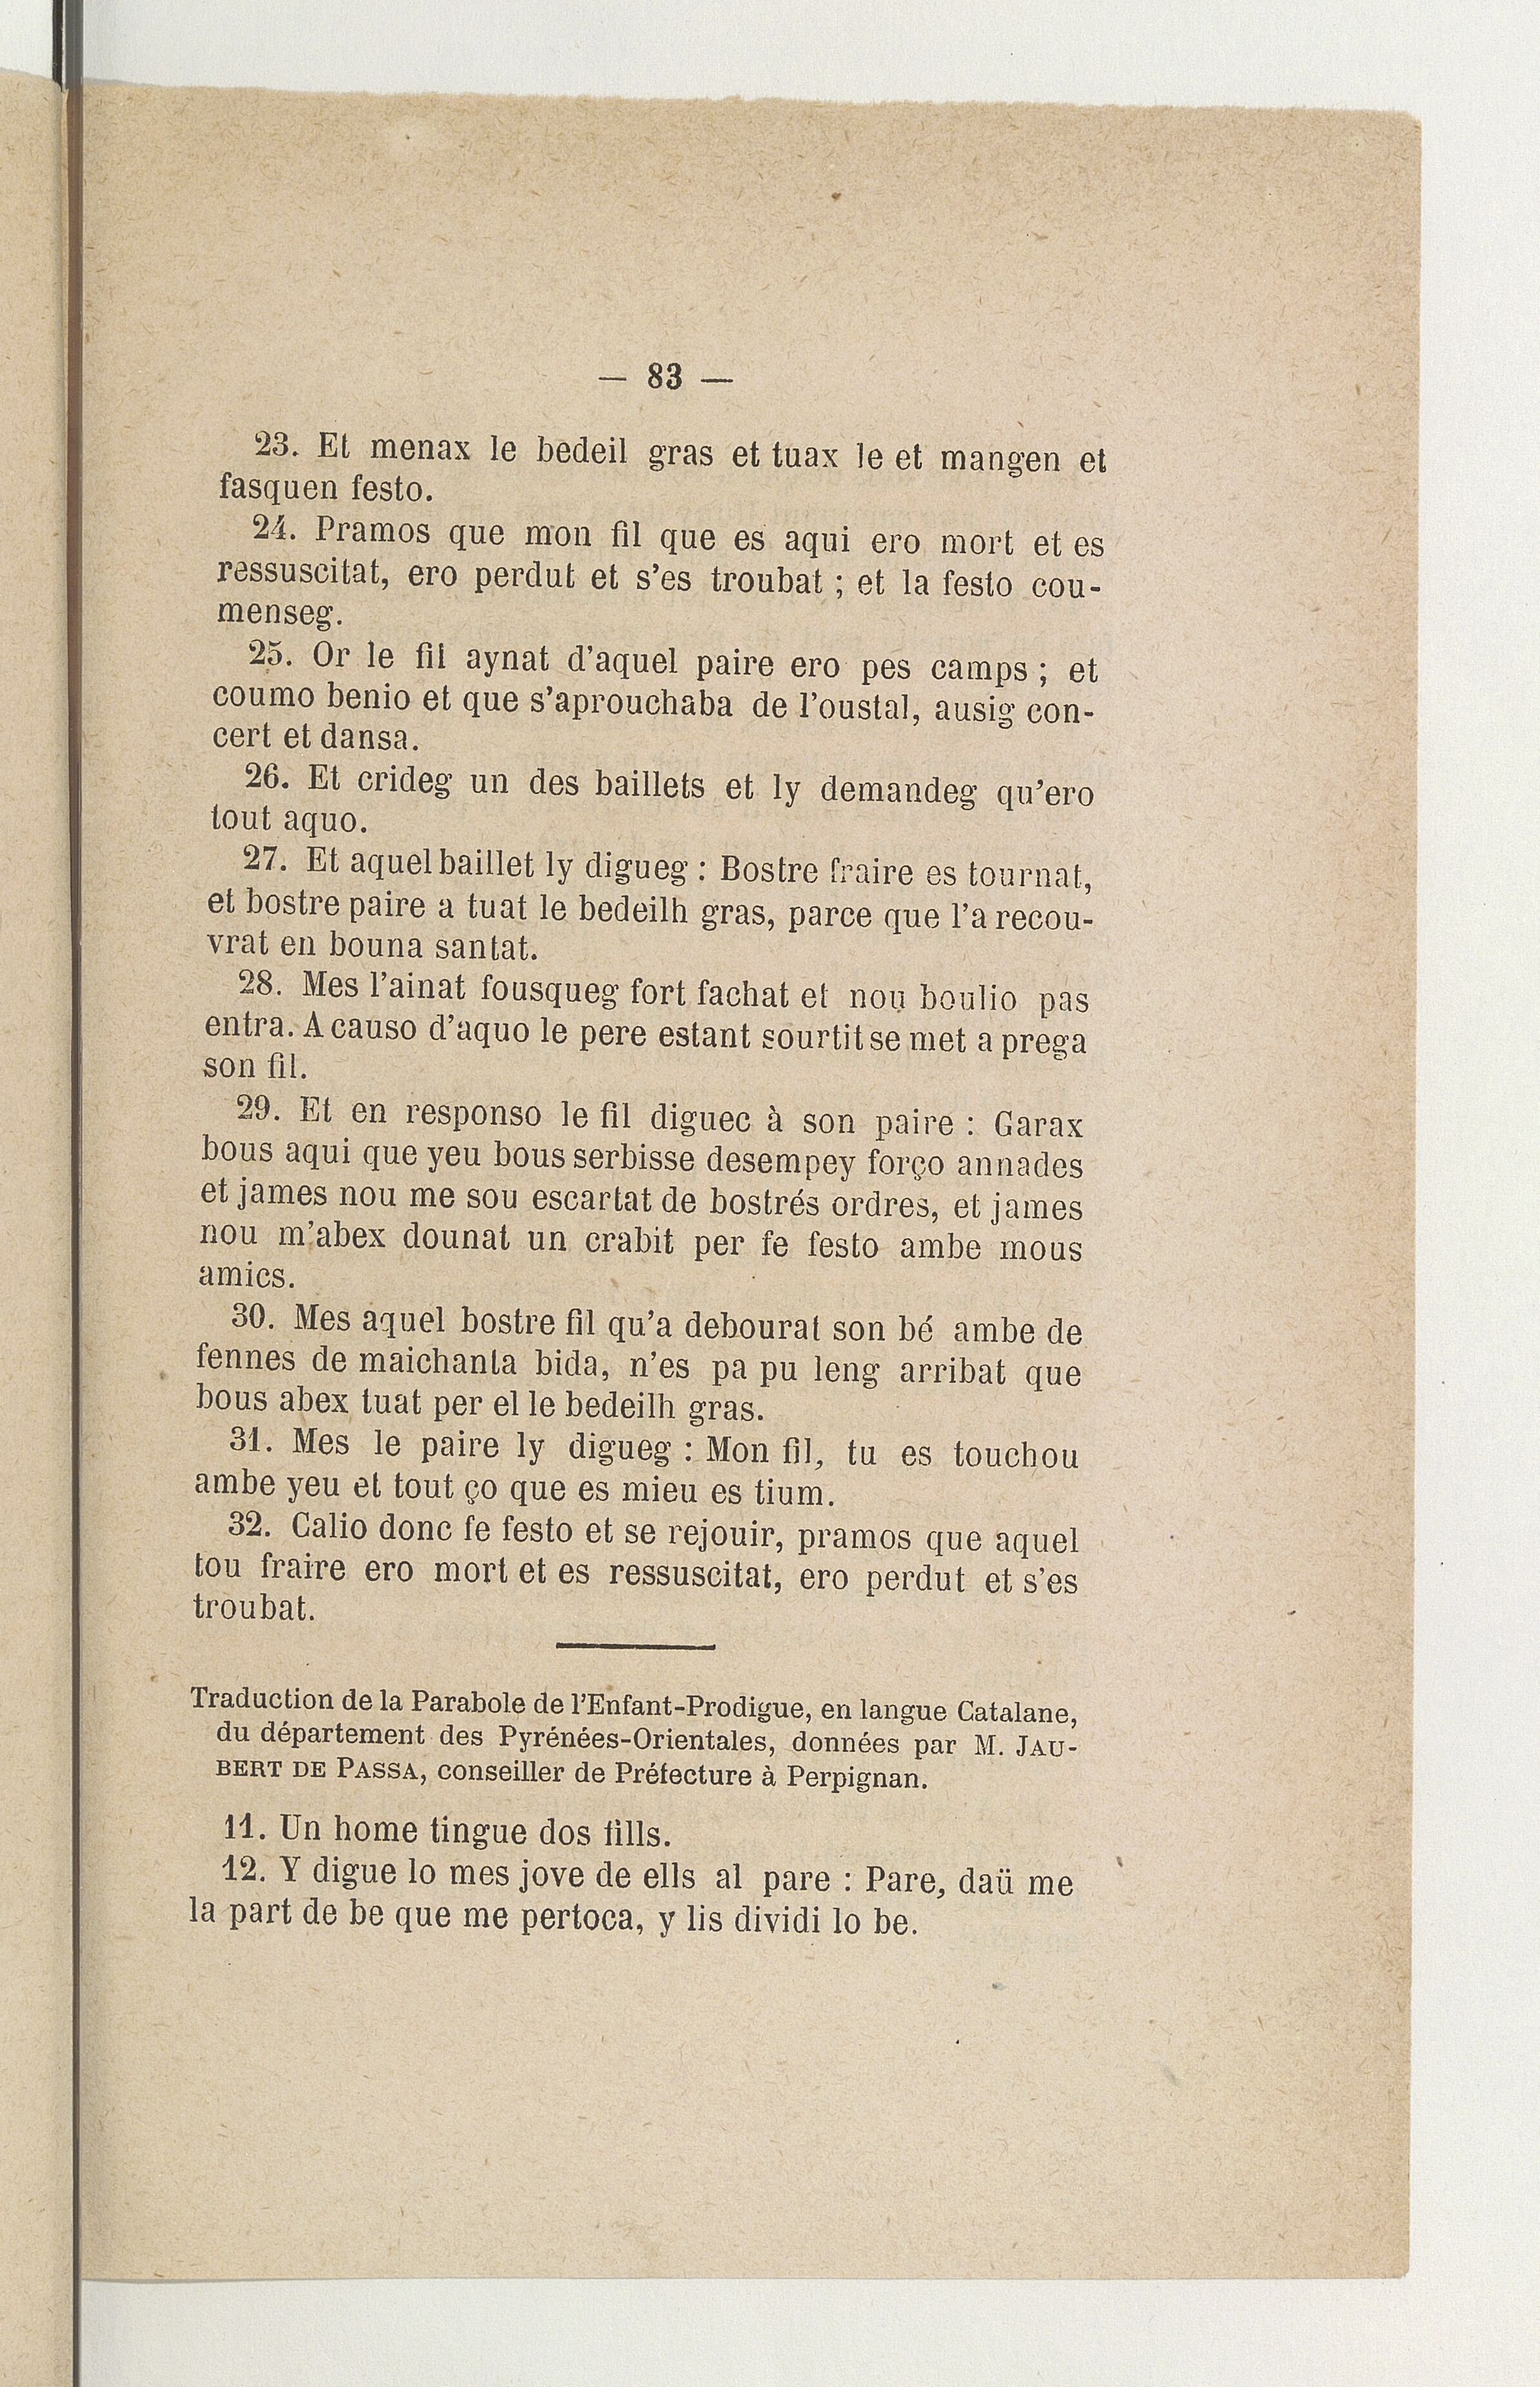 — 83 —
23. Et menax le bedeil gras et tuax le et mangen et
fasquen festo.
24. Pramos que mon fil que es aqui ero mort et es
ressuscitat, ero perdut et s'es troubat ; et la festo cou-
menseg.
25. Or le fil aynat d'aquel paire ero pes camps ; et
coumo benio et que s'aprouchaba de l'oustal, ausig con-
cert et dansa.
26. Et crideg un des baillets et ly demandeg qu'ero
tout aquo.
27. Et aquel baillet ly digueg : Bostre fraire es tournat,
et bostre paire a tuat le bedeilh gras, parce que l'a recou-
vrat en bouna santat.
28. Mes l'ainat fousqueg fort fachat et nou boulio pas
entra. A causo d'aquo le pere estant sourtit se met a prega
son fil.
29. Et en responso le fil diguec à son paire : Garax
bous aqui que yeu bous serbisse desempey forço annades
et james nou me sou escartat de bostrés ordres, et james
nou m'abex dounat un crabit per fe festo ambe mous
amics.
30. Mes aquel bostre fil qu'a debourat son bé ambe de
fennes de maichanta bida, n'es pa pu leng arribat que
bous abex tuat per el le bedeilh gras.
31. Mes le paire ly digueg : Mon fil, tu es touchou
ambe yeu et tout ço que es mieu es tium.
32. Calio donc fe festo et se rejouir, pramos que aquel
tou fraire ero mort et es ressuscitat, ero perdut et s'es
troubat.
Traduction de la Parabole de l'Enfant-Prodigue, en langue Catalane,
du département des Pyrénées-Orientales, données par M. JAU-
BERT DE PASSA, conseiller de Préfecture à Perpignan.
11. Un home tingue dos fills.
12. Y digue lo mes jove de ells al pare : Pare, daü me
la part de be que me pertoca, y lis dividi lo be.